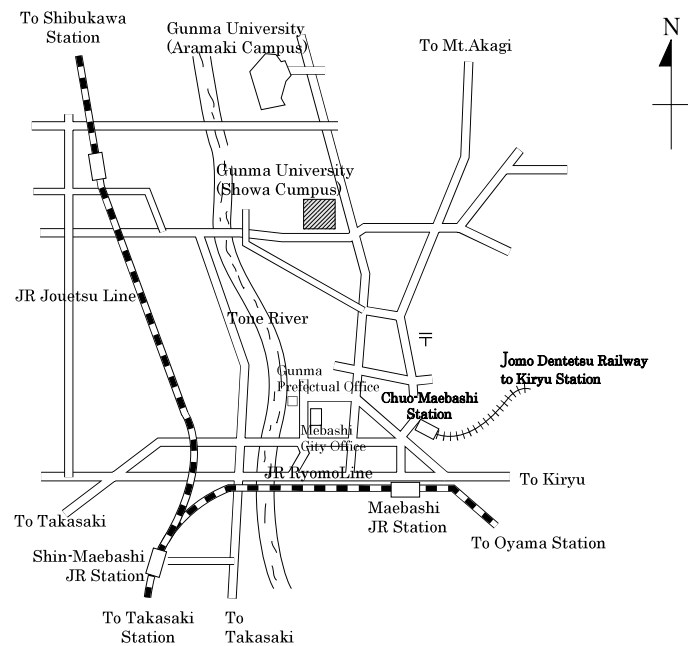 To Shibukawa
Station
Gunma University
(Aramaki Campus)
To Mt.Akagi
N
Gunma University
(Showa Campus)
JR Jouetsu Line
Tone River
〒
Jomo Dentetsu Railway
to Kiryu Station
Gunma
Prefectual Office
Chuo-Maebashi
Station
Mebashi
City Office
JR RyomoLine
To Kiryu
To Takasaki
Maebashi
JR Station
To Oyama Station
Shin-Maebashi
JR Station
To Takasaki
Station
To
Takasaki